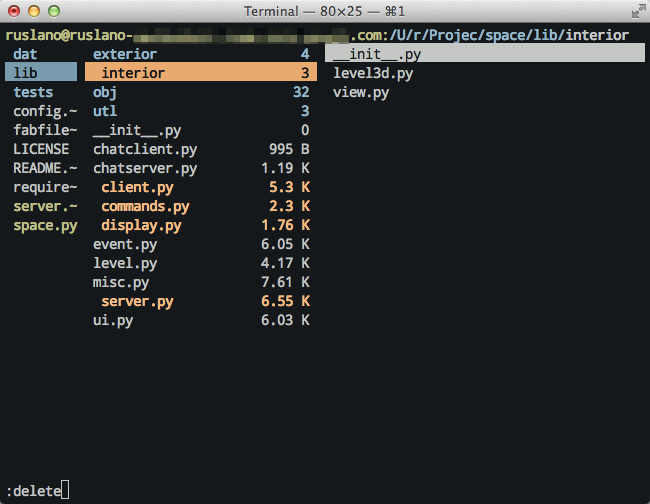 Terminal — 80×25 — ⌘1
ruslano@ruslano- .com:/U/r/Projec/space/lib/interior
dat exterior 4 __init__.py
lib interior 3 level3d.py
tests obj 32 view.py
config.~ utl 3
fabfile~ __init__.py 0
LICENSE chatclient.py 995 B
README.~ chatserver.py 1.19 K
require~ client.py 5.3 K
server.~ commands.py 2.3 K
space.py display.py 1.76 K
event.py 6.05 K
level.py 4.17 K
misc.py 7.61 K
server.py 6.55 K
ui.py 6.03 K
:delete